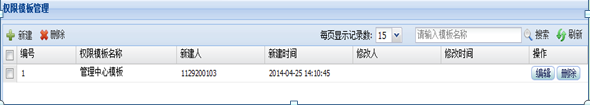 权限模板管理
新建 删除 每页显示记录数: 15 请输入模板名称 搜索 刷新
编号 权限模板名称 新建人 新建时间 修改人 修改时间 操作
1 管理中心模板 1129200103 2014-04-25 14:10:45 编辑 删除